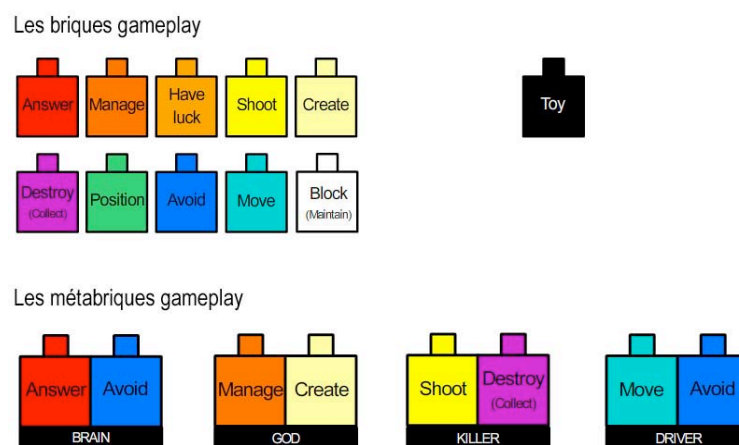 Les briques gameplay
Answer
Manage
Have
luck
Shoot
Create
Toy
Destroy
(Collect)
Position
Avoid
Move
Block
(Maintain)
Les métabriques gameplay
Answer
Avoid
BRAIN
Manage
Create
GOD
Shoot
Destroy
(Collect)
KILLER
Move
Avoid
DRIVER